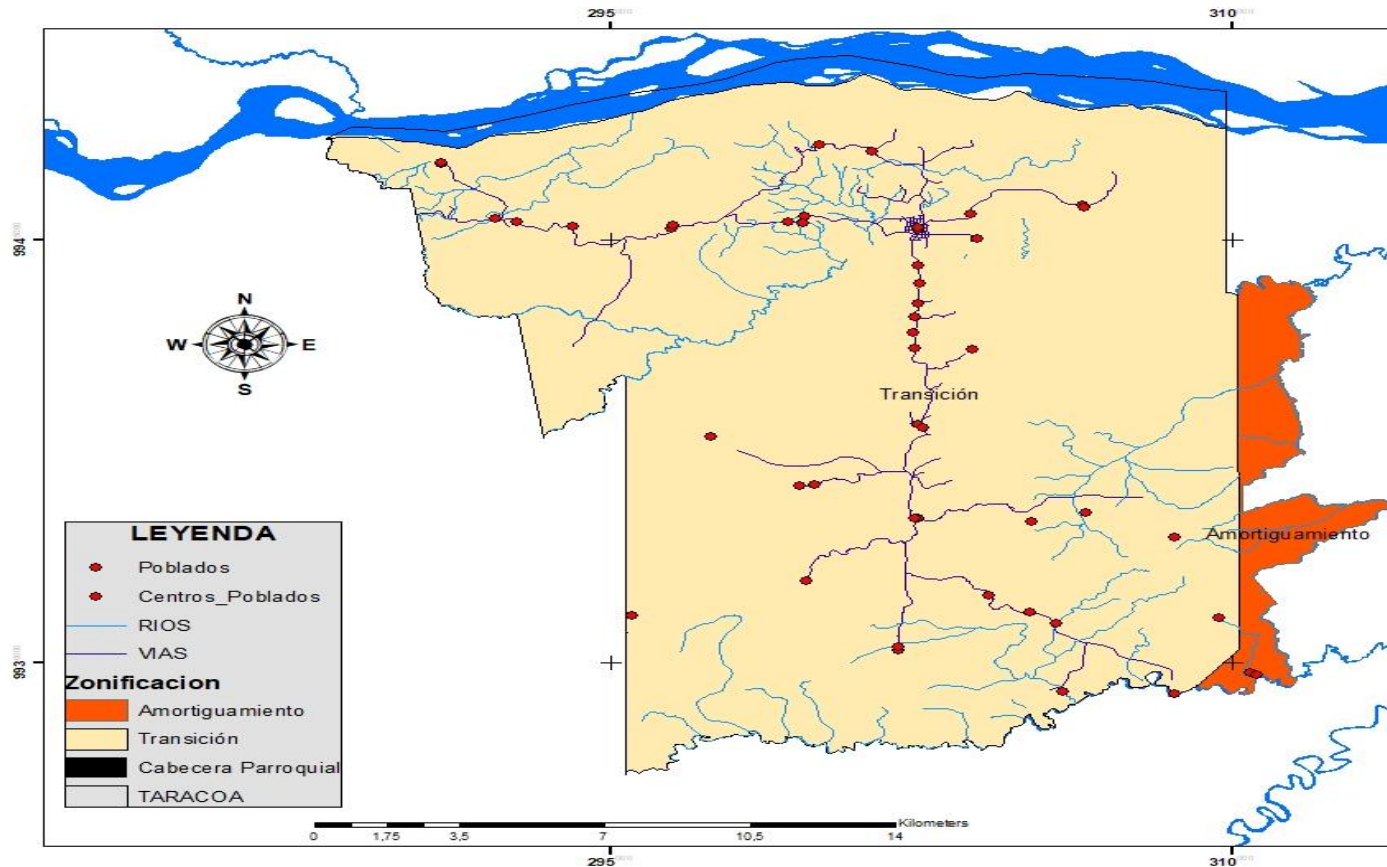 295 310
994
N
W E
S
Transición
LEYENDA
Poblados
Centros_Poblados
RIOS
VIAS
Zonificacion
Amortiguamiento
Transición
Cabecera Parroquial
TARACOA
Amortiguamiento
993
Kilometers
0 1,75 3,5 7 10,5 14
295 310